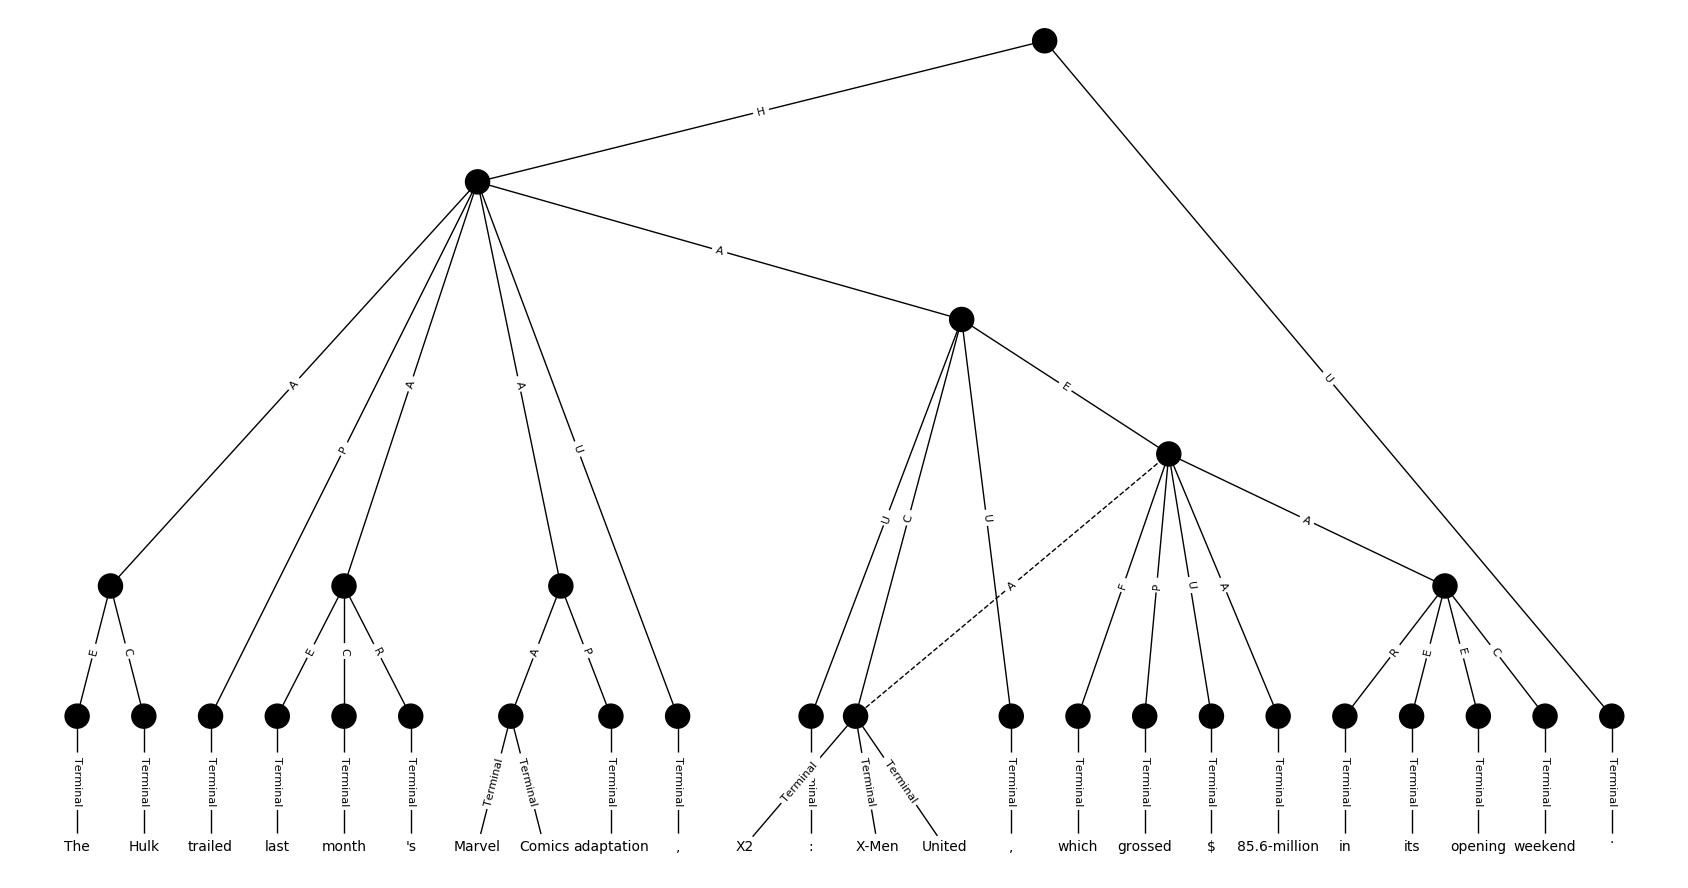 H
A
A
E
A
A
A
U
P
U
U
C
U
A
A
F
P
U
A
E
C
E
C
R
A
P
R
E
E
C
Terminal Terminal Terminal Terminal Terminal Terminal Terminal Terminal Terminal Terminal Terminal Terminal Terminal Terminal Terminal Terminal Terminal Terminal Terminal Terminal Terminal Terminal Terminal Terminal
The Hulk trailed last month 's Marvel Comics adaptation , X2 : X-Men United , which grossed $ 85.6-million in its opening weekend .